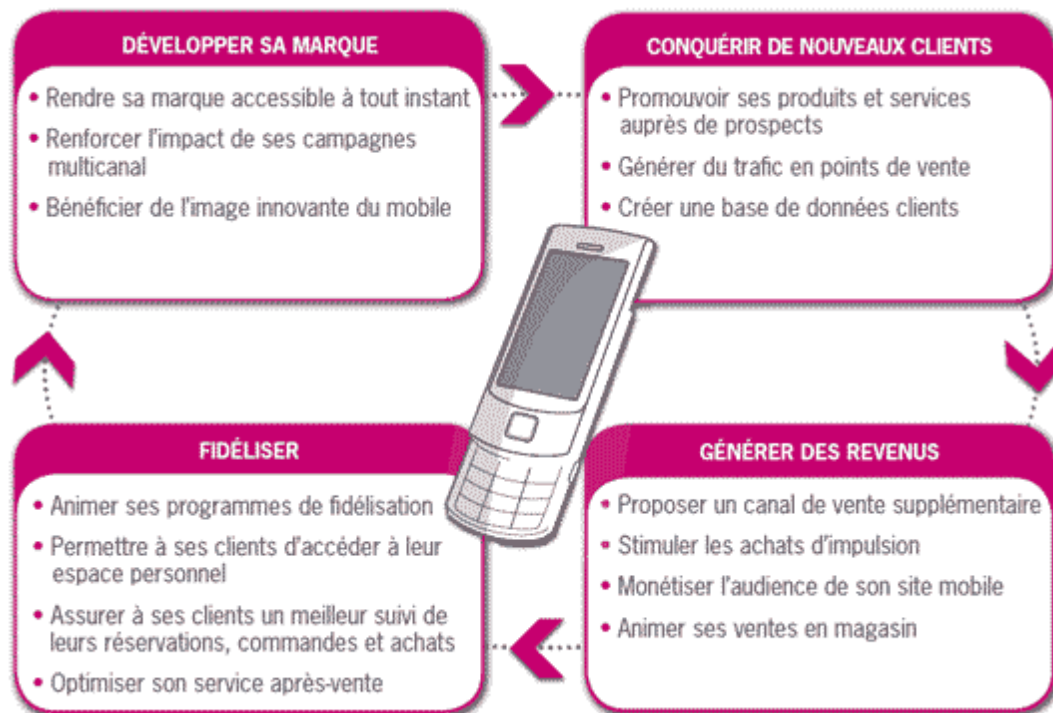 DÉVELOPPER SA MARQUE
• Rendre sa marque accessible à tout instant
• Renforcer l'impact de ses campagnes
multicanal
• Bénéficier de l'image innovante du mobile
CONQUÉRIR DE NOUVEAUX CLIENTS
• Promouvoir ses produits et services
auprès de prospects
• Générer du trafic en points de vente
• Créer une base de données clients
FIDÉLISER
• Animer ses programmes de fidélisation
• Permettre à ses clients d'accéder à leur
espace personnel
• Assurer à ses clients un meilleur suivi de
leurs réservations, commandes et achats
• Optimiser son service après-vente
GÉNÉRER DES REVENUS
• Proposer un canal de vente supplémentaire
• Stimuler les achats d'impulsion
• Monétiser l'audience de son site mobile
• Animer ses ventes en magasin